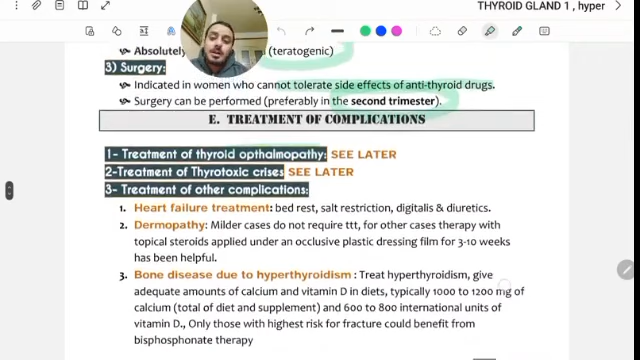 THYROID GLAND 1 , hyper
Absolutely (teratogenic)
3) Surgery:
Indicated in women who cannot tolerate side effects of anti-thyroid drugs.
Surgery can be performed (preferably in the second trimester).
E. TREATMENT OF COMPLICATIONS
1- Treatment of thyroid opthalmopathy: SEE LATER
2-Treatment of Thyrotoxic crises SEE LATER
3- Treatment of other complications:
1. Heart failure treatment: bed rest, salt restriction, digitalis & diuretics.
2. Dermopathy: Milder cases do not require ttt, for other cases therapy with
topical steroids applied under an occlusive plastic dressing film for 3-10 weeks
has been helpful.
3. Bone disease due to hyperthyroidism : Treat hyperthyroidism, give
adequate amounts of calcium and vitamin D in diets, typically 1000 to 1200 mg of
calcium (total of diet and supplement) and 600 to 800 international units of
vitamin D., Only those with highest risk for fracture could benefit from
bisphosphonate therapy